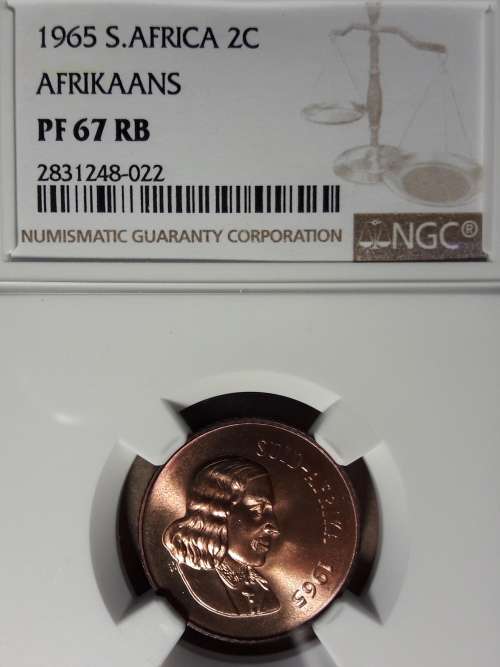 1965 S.AFRICA 2C
AFRIKAANS
PF 67 RB
2831248-022
NUMISMATIC GUARANTY CORPORATION
NGC®
SUID-AFRIKA 1965